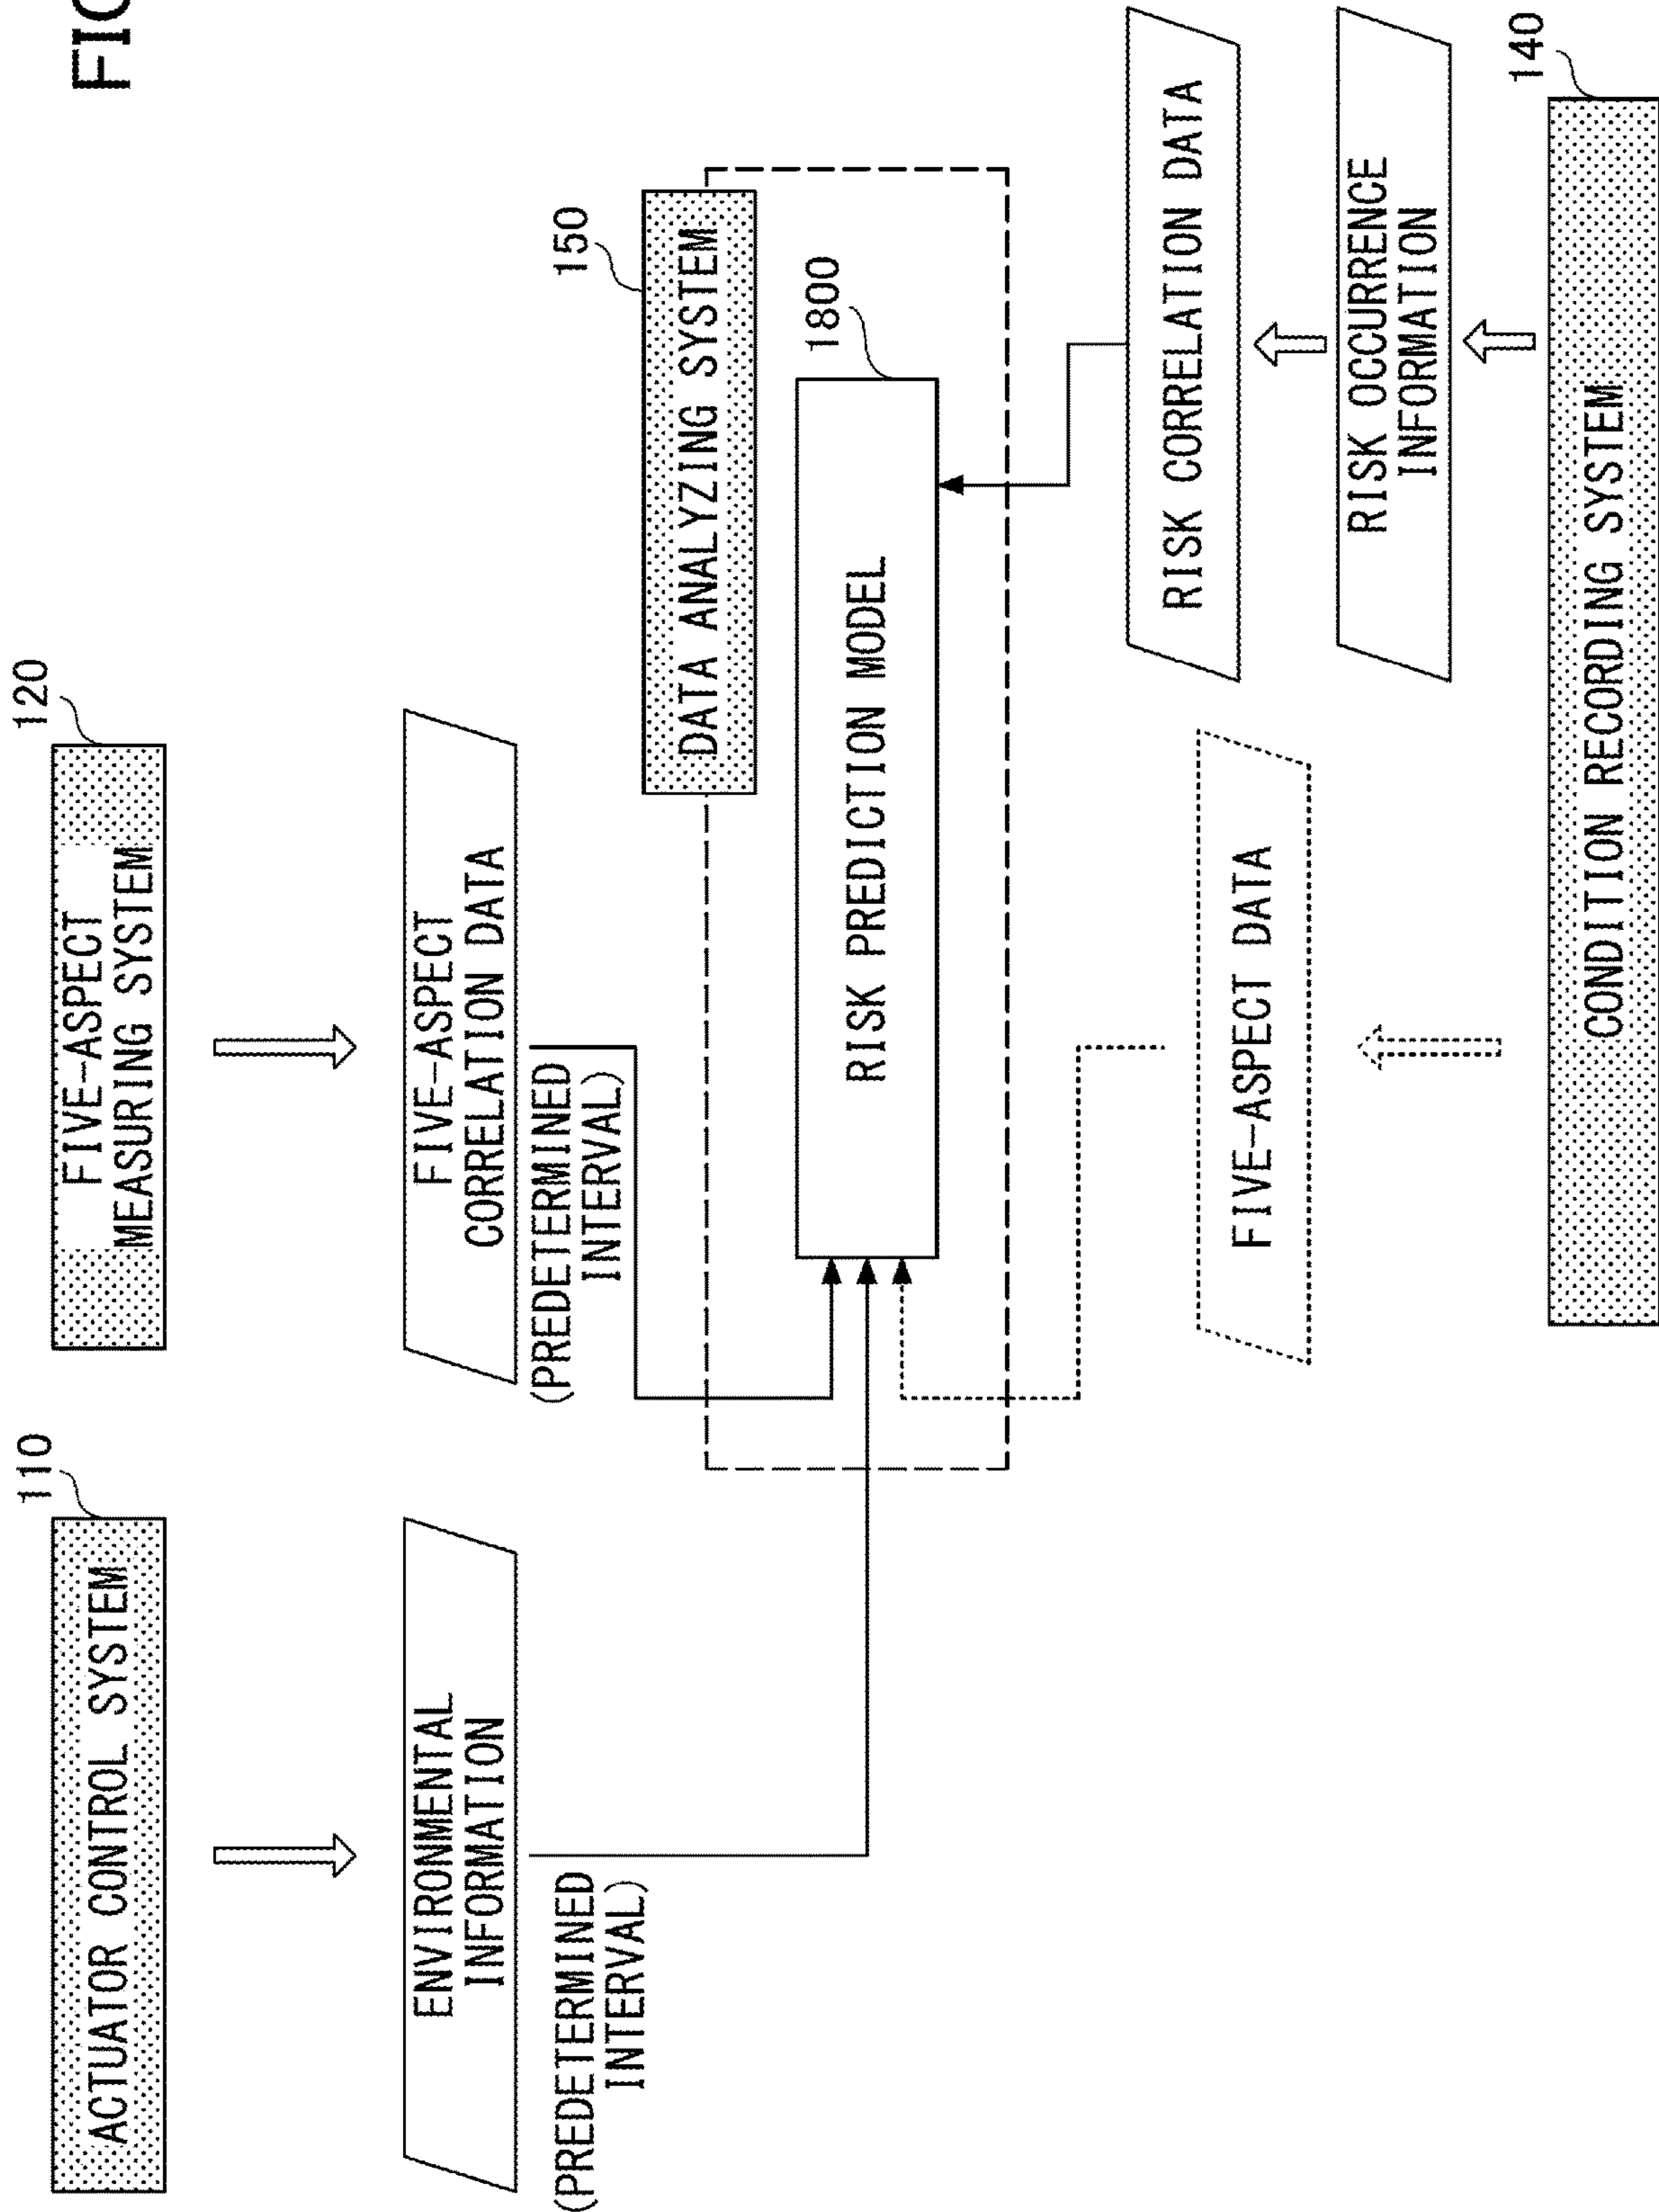 FIG
110
ACTUATOR CONTROL SYSTEM
120
FIVE-ASPECT
MEASURING SYSTEM
ENVIRONMENTAL
INFORMATION
(PREDETERMINED
INTERVAL)
FIVE-ASPECT
CORRELATION DATA
(PREDETERMINED
INTERVAL)
150
DATA ANALYZING SYSTEM
1800
RISK PREDICTION MODEL
FIVE-ASPECT DATA
RISK CORRELATION DATA
RISK OCCURRENCE
INFORMATION
140
CONDITION RECORDING SYSTEM